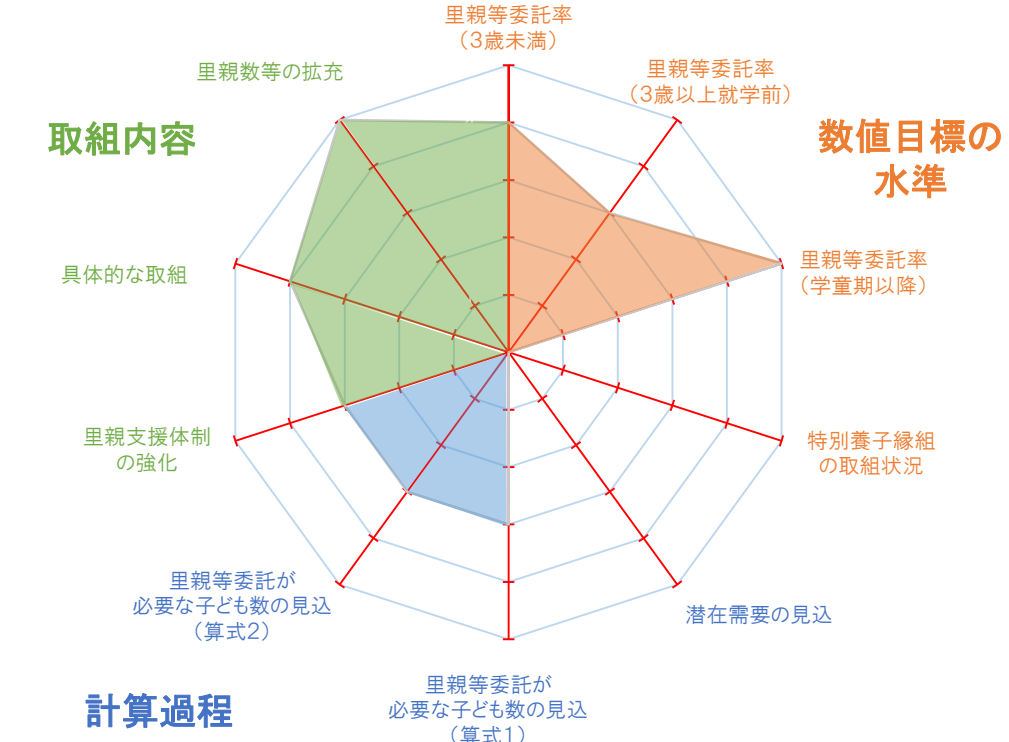 里親等委託率
（3歳未満）
里親等委託率
（3歳以上就学前）
数値目標の
水準
里親等委託率
（学童期以降）
特別養子縁組
の取組状況
潜在需要の見込
里親等委託が
必要な子ども数の見込
（算式1）
計算過程
里親等委託が
必要な子ども数の見込
（算式2）
里親支援体制
の強化
具体的な取組
取組内容
里親数等の拡充